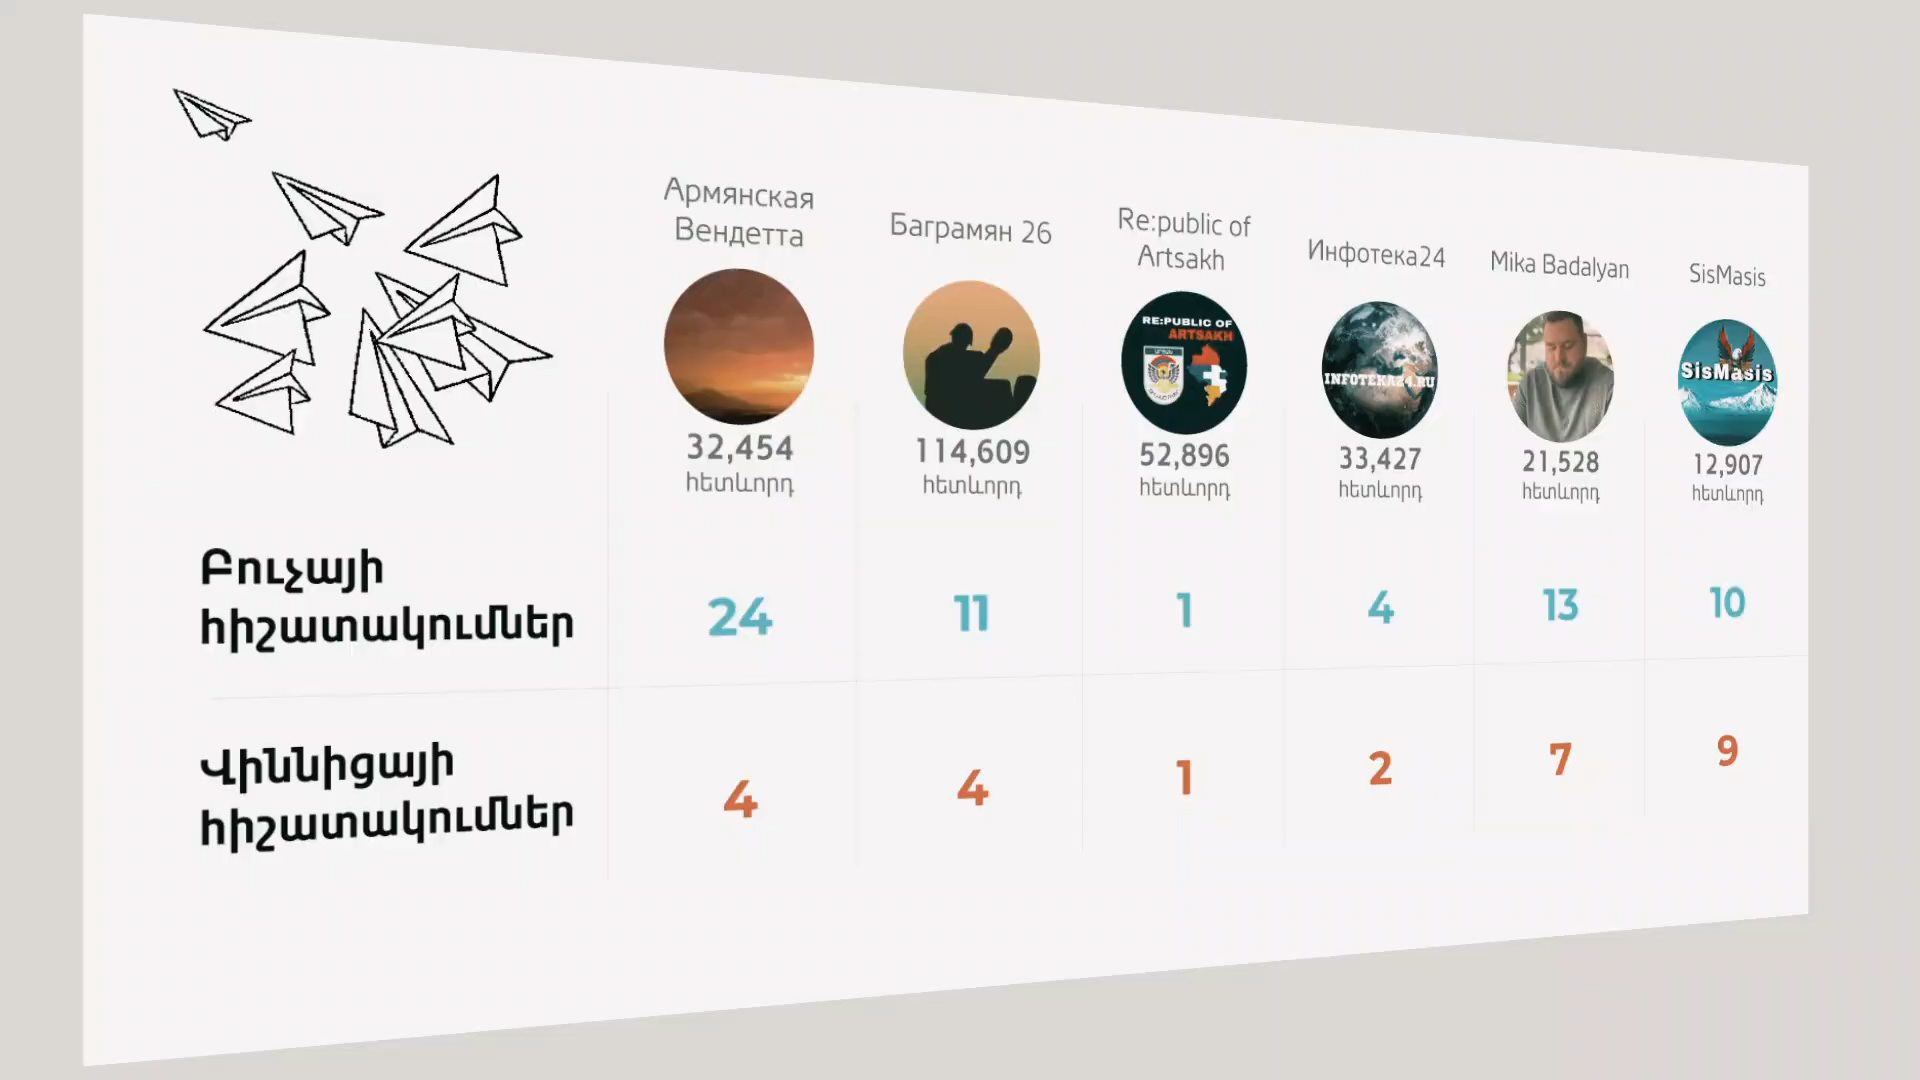 Армянская
Вендетта
Баграмян 26
Re:public of
Artsakh
Инфотека24
Mika Badalyan
SisMasis
RE:PUBLIC OF
ARTSAKH
INFOTEKA24.RU
SisMasis
32,454
հետևորդ
114,609
հետևորդ
52,896
հետևորդ
33,427
հետևորդ
21,528
հետևորդ
12,907
հետևորդ
Բուչայի
հիշատակումներ
24
11
1
4
13
10
Վիննիցայի
հիշատակումներ
4
4
1
2
7
9